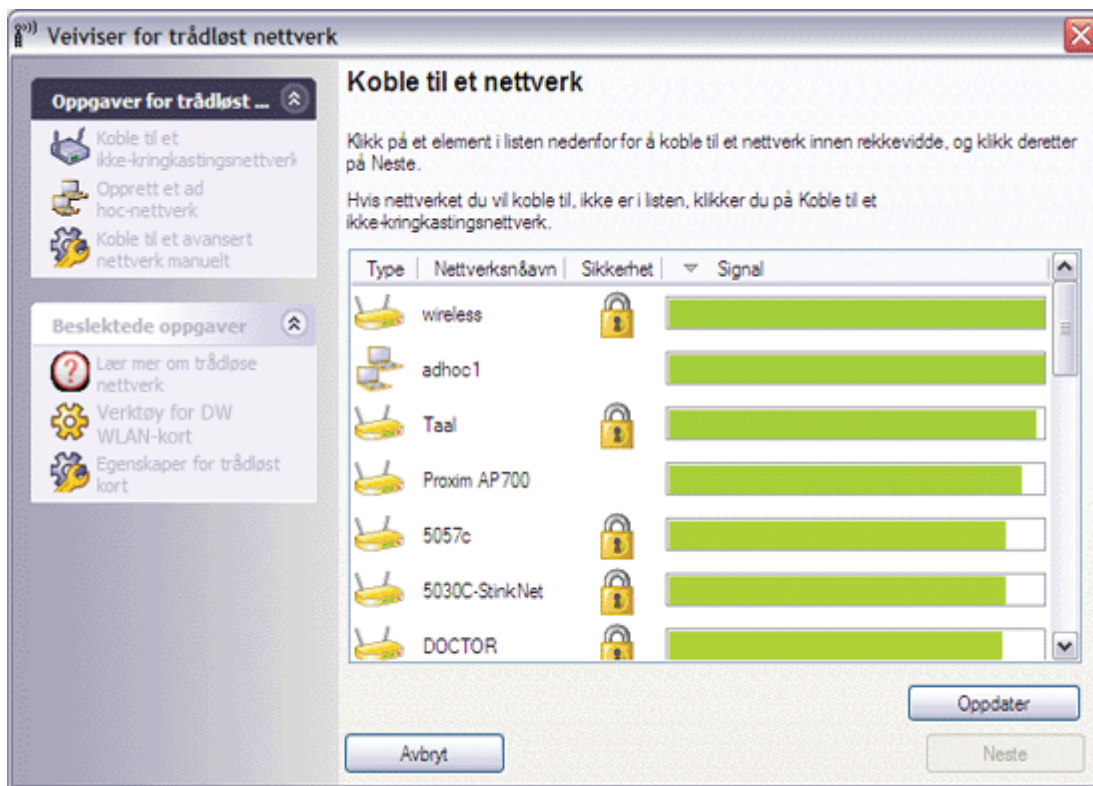 Veiviser for trådløst nettverk
Oppgaver for trådløst ...
Koble til et
ikke-kringkastingsnettverk
Opprett et ad
hoc-nettverk
Koble til et avansert
nettverk manuelt
Beslektede oppgaver
Lær mer om trådløse
nettverk
Verktøy for DW
WLAN-kort
Egenskaper for trådløst
kort
Koble til et nettverk
Klikk på et element i listen nedenfor for å koble til et nettverk innen rekkevidde, og klikk deretter
på Neste.
Hvis nettverket du vil koble til, ikke er i listen, klikker du på Koble til et
ikke-kringkastingsnettverk.
Type Nettverksnåavn Sikkerhet Signal
wireless
adhoc1
Taal
Proxim AP700
5057c
5030C-StinkNet
DOCTOR
Oppdater
Avbryt Neste